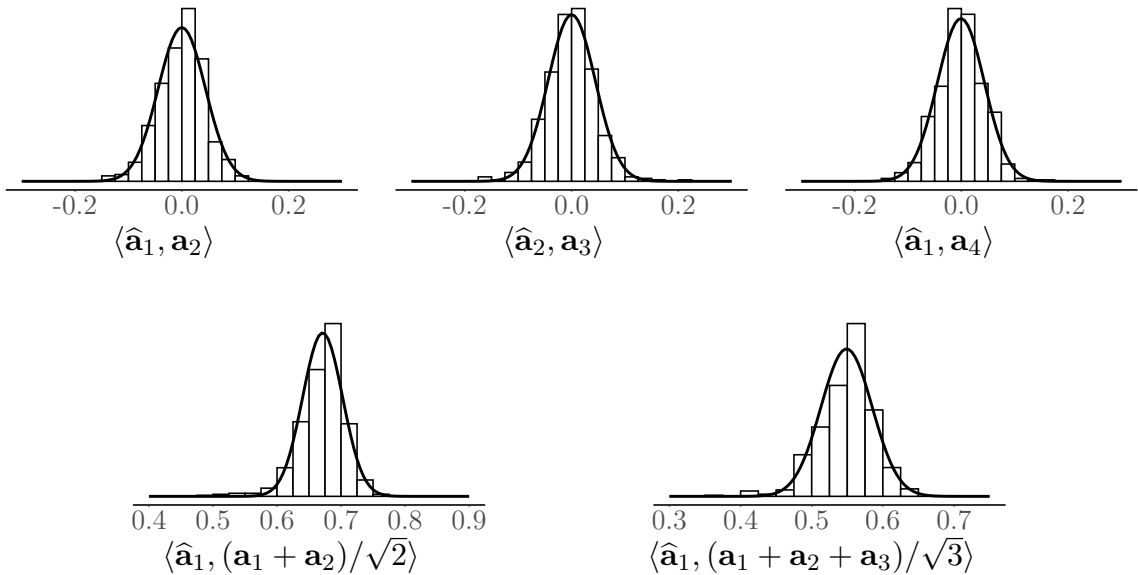 -0.2 0.0 0.2 -0.2 0.0 0.2 -0.2 0.0 0.2
⟨â₁, a₂⟩ ⟨â₂, a₃⟩ ⟨â₁, a₄⟩
0.4 0.5 0.6 0.7 0.8 0.9 0.3 0.4 0.5 0.6 0.7
⟨â₁, (a₁ + a₂)/√2⟩ ⟨â₁, (a₁ + a₂ + a₃)/√3⟩